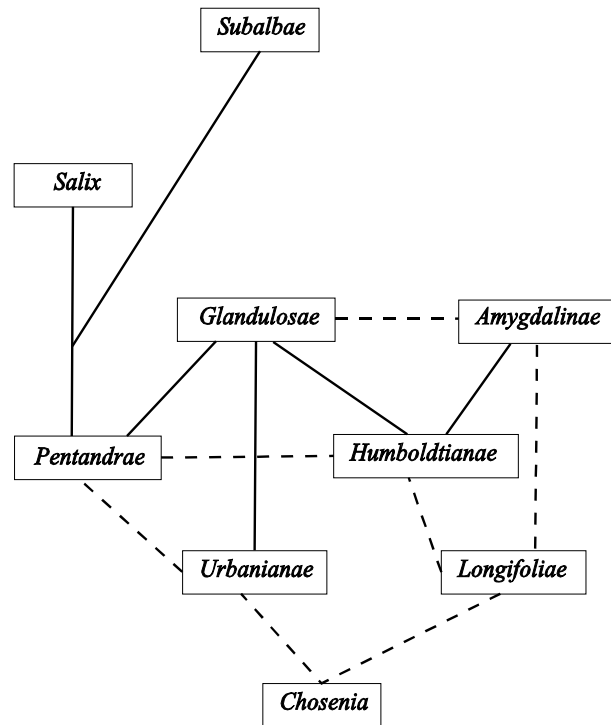 Subalbae
Salix
Glandulosae
Amygdalinae
Pentandrae
Humboldtianae
Urbanianae
Longifoliae
Chosenia